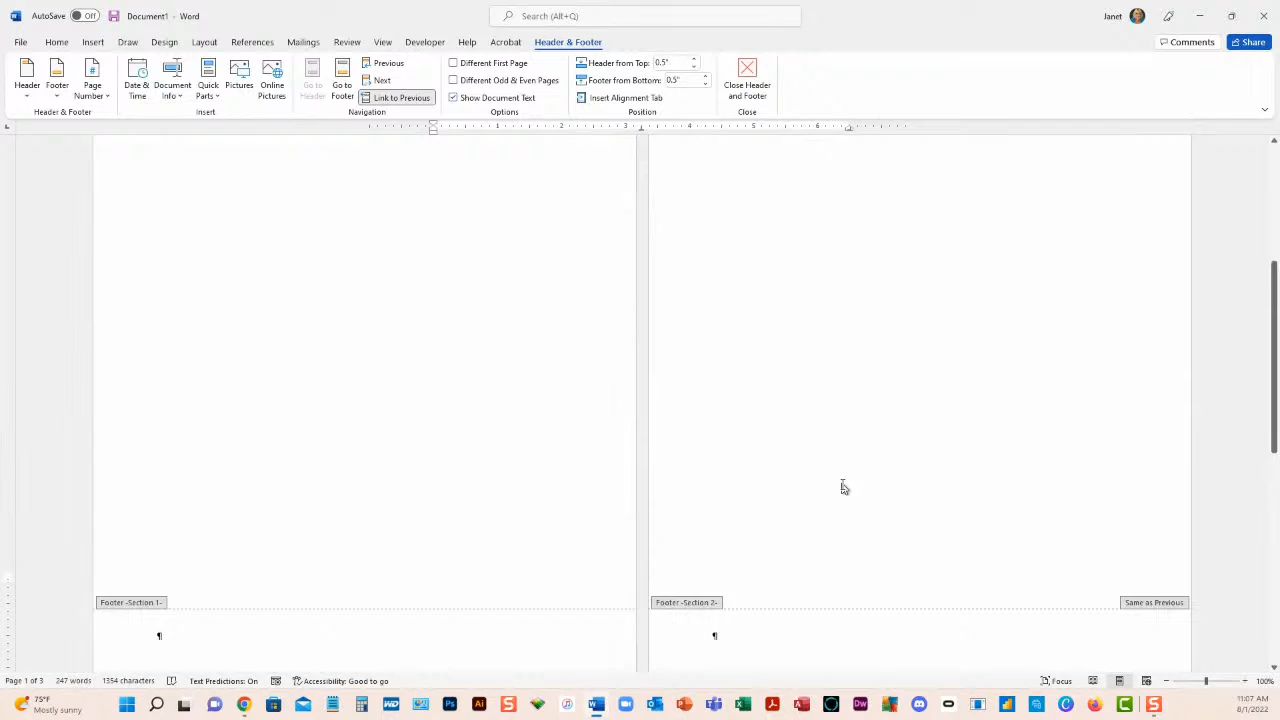 AutoSave Off Document1 - Word Search (Alt+Q) Janet
File Home Insert Draw Design Layout References Mailings Review View Developer Help Acrobat Header & Footer Comments Share
Header Footer Page Number
Header & Footer
Date & Time Document Info Quick Parts Pictures Online Pictures
Insert
Go to Header Go to Footer
Previous
Next
Link to Previous
Navigation
Different First Page
Different Odd & Even Pages
Show Document Text
Options
Header from Top: 0.5"
Footer from Bottom: 0.5"
Insert Alignment Tab
Position
Close Header and Footer
Close
1 2 3 4 5 6
Footer -Section 1- Footer -Section 2- Same as Previous
¶ ¶
Page 1 of 3 247 words 1354 characters Text Predictions: On Accessibility: Good to go Focus 100%
75°F
Mostly sunny
11:07 AM
8/1/2022